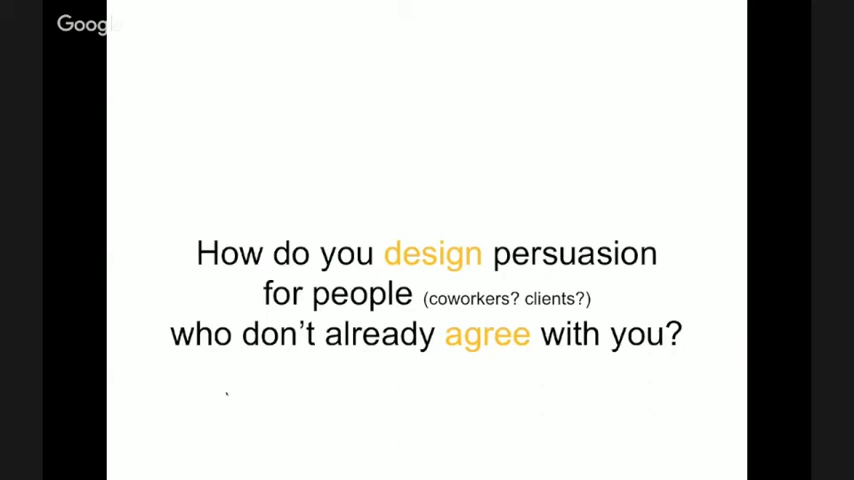 Google
How do you design persuasion
for people (coworkers? clients?)
who don't already agree with you?